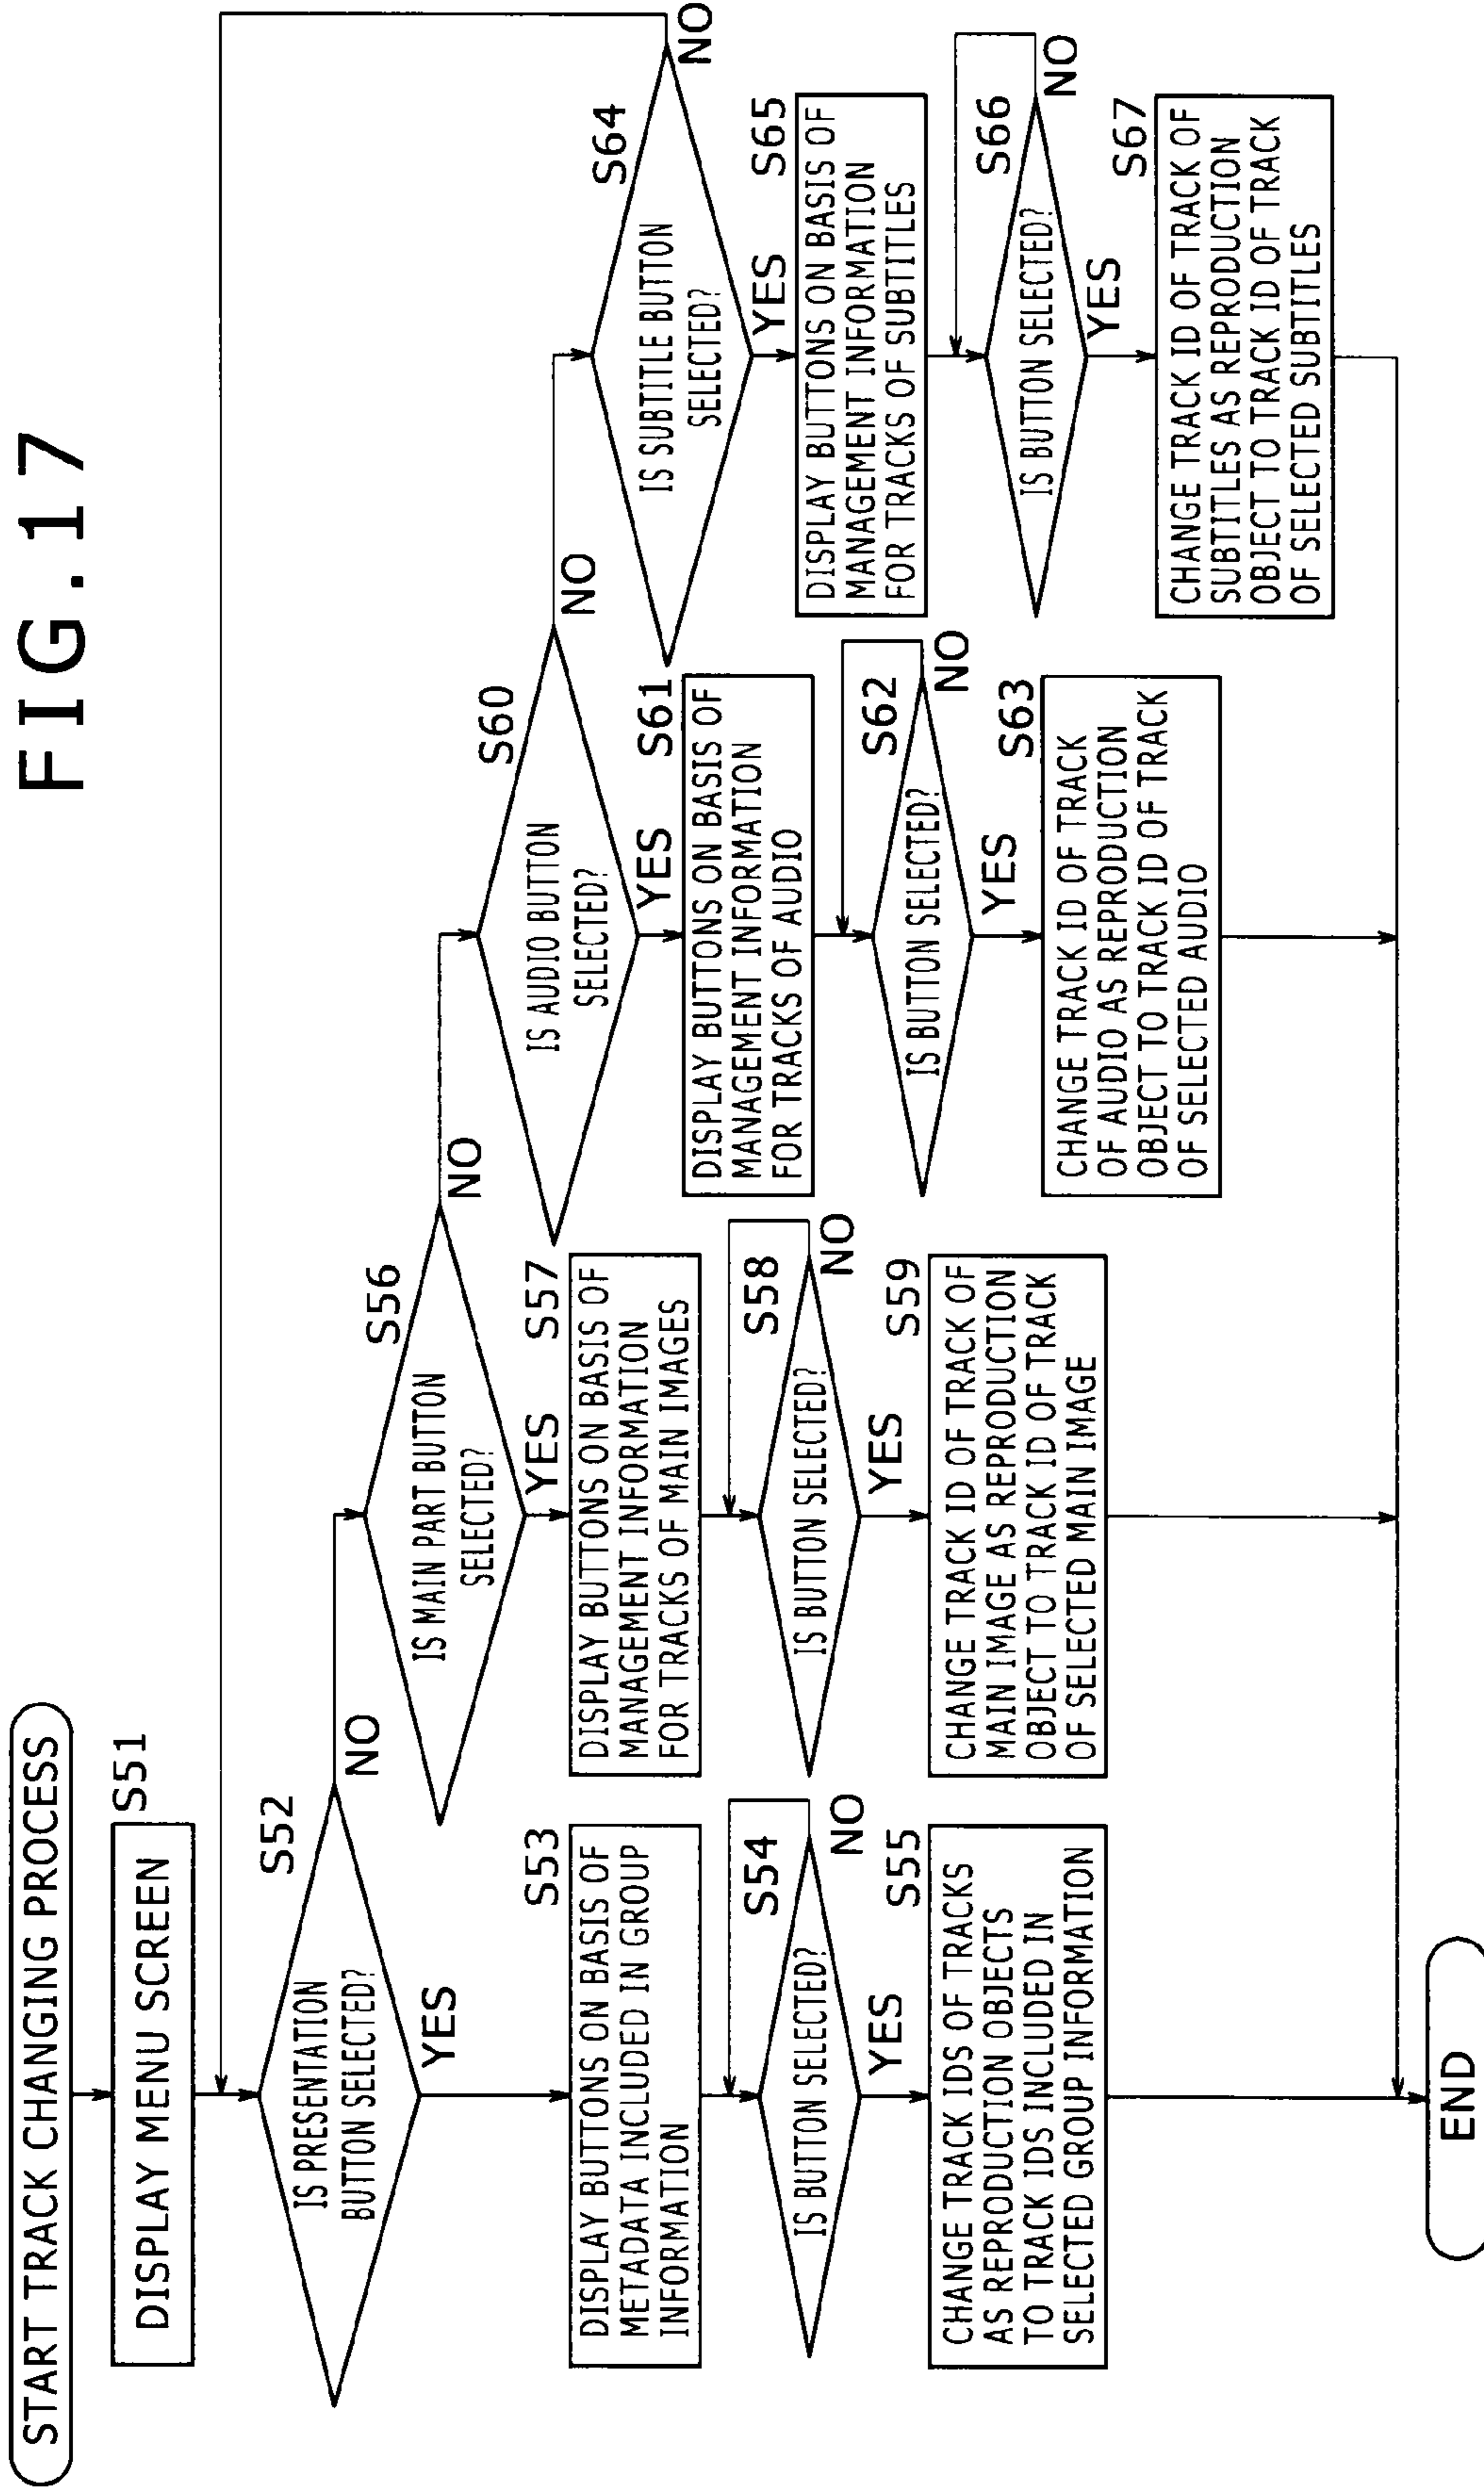 FIG.17
START TRACK CHANGING PROCESS
S51
DISPLAY MENU SCREEN
S52
IS PRESENTATION
BUTTON SELECTED?
NO
YES
S53
DISPLAY BUTTONS ON BASIS OF
METADATA INCLUDED IN GROUP
INFORMATION
S54
IS BUTTON SELECTED?
NO
YES
S55
CHANGE TRACK IDS OF TRACKS
AS REPRODUCTION OBJECTS
TO TRACK IDS INCLUDED IN
SELECTED GROUP INFORMATION
S56
IS MAIN PART BUTTON
SELECTED?
NO
YES
S57
DISPLAY BUTTONS ON BASIS OF
MANAGEMENT INFORMATION
FOR TRACKS OF MAIN IMAGES
S58
IS BUTTON SELECTED?
NO
YES
S59
CHANGE TRACK ID OF TRACK OF
MAIN IMAGE AS REPRODUCTION
OBJECT TO TRACK ID OF TRACK
OF SELECTED MAIN IMAGE
S60
IS AUDIO BUTTON
SELECTED?
NO
YES
S61
DISPLAY BUTTONS ON BASIS OF
MANAGEMENT INFORMATION
FOR TRACKS OF AUDIO
S62
IS BUTTON SELECTED?
NO
YES
S63
CHANGE TRACK ID OF TRACK
OF AUDIO AS REPRODUCTION
OBJECT TO TRACK ID OF TRACK
OF SELECTED AUDIO
S64
IS SUBTITLE BUTTON
SELECTED?
NO
YES
S65
DISPLAY BUTTONS ON BASIS OF
MANAGEMENT INFORMATION
FOR TRACKS OF SUBTITLES
S66
IS BUTTON SELECTED?
NO
YES
S67
CHANGE TRACK ID OF TRACK OF
SUBTITLES AS REPRODUCTION
OBJECT TO TRACK ID OF TRACK
OF SELECTED SUBTITLES
END